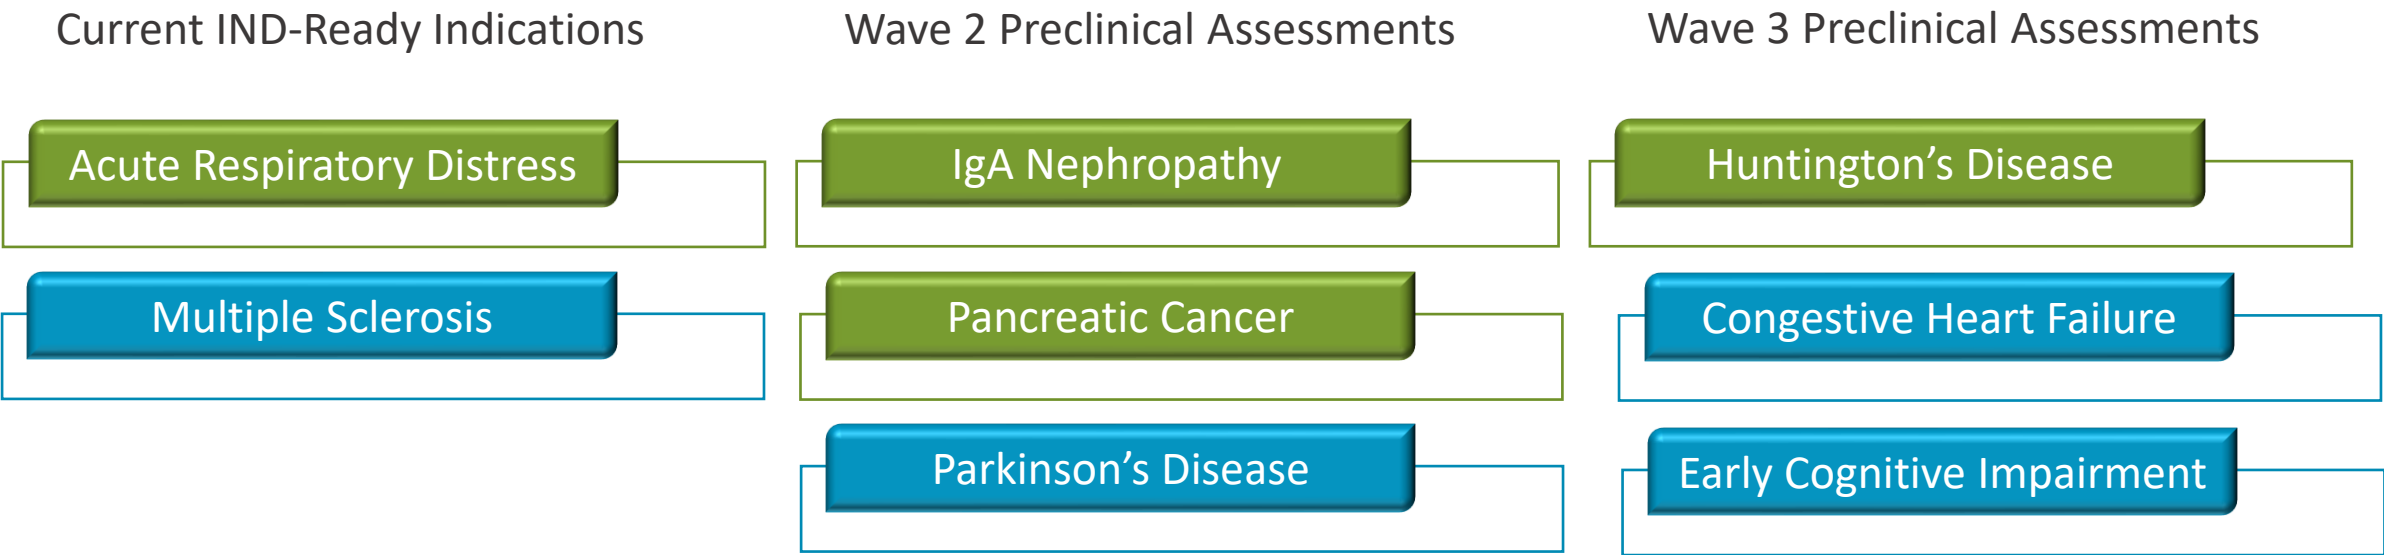 Current IND-Ready Indications
Acute Respiratory Distress
Multiple Sclerosis
Wave 2 Preclinical Assessments
IgA Nephropathy
Pancreatic Cancer
Parkinson’s Disease
Wave 3 Preclinical Assessments
Huntington’s Disease
Congestive Heart Failure
Early Cognitive Impairment